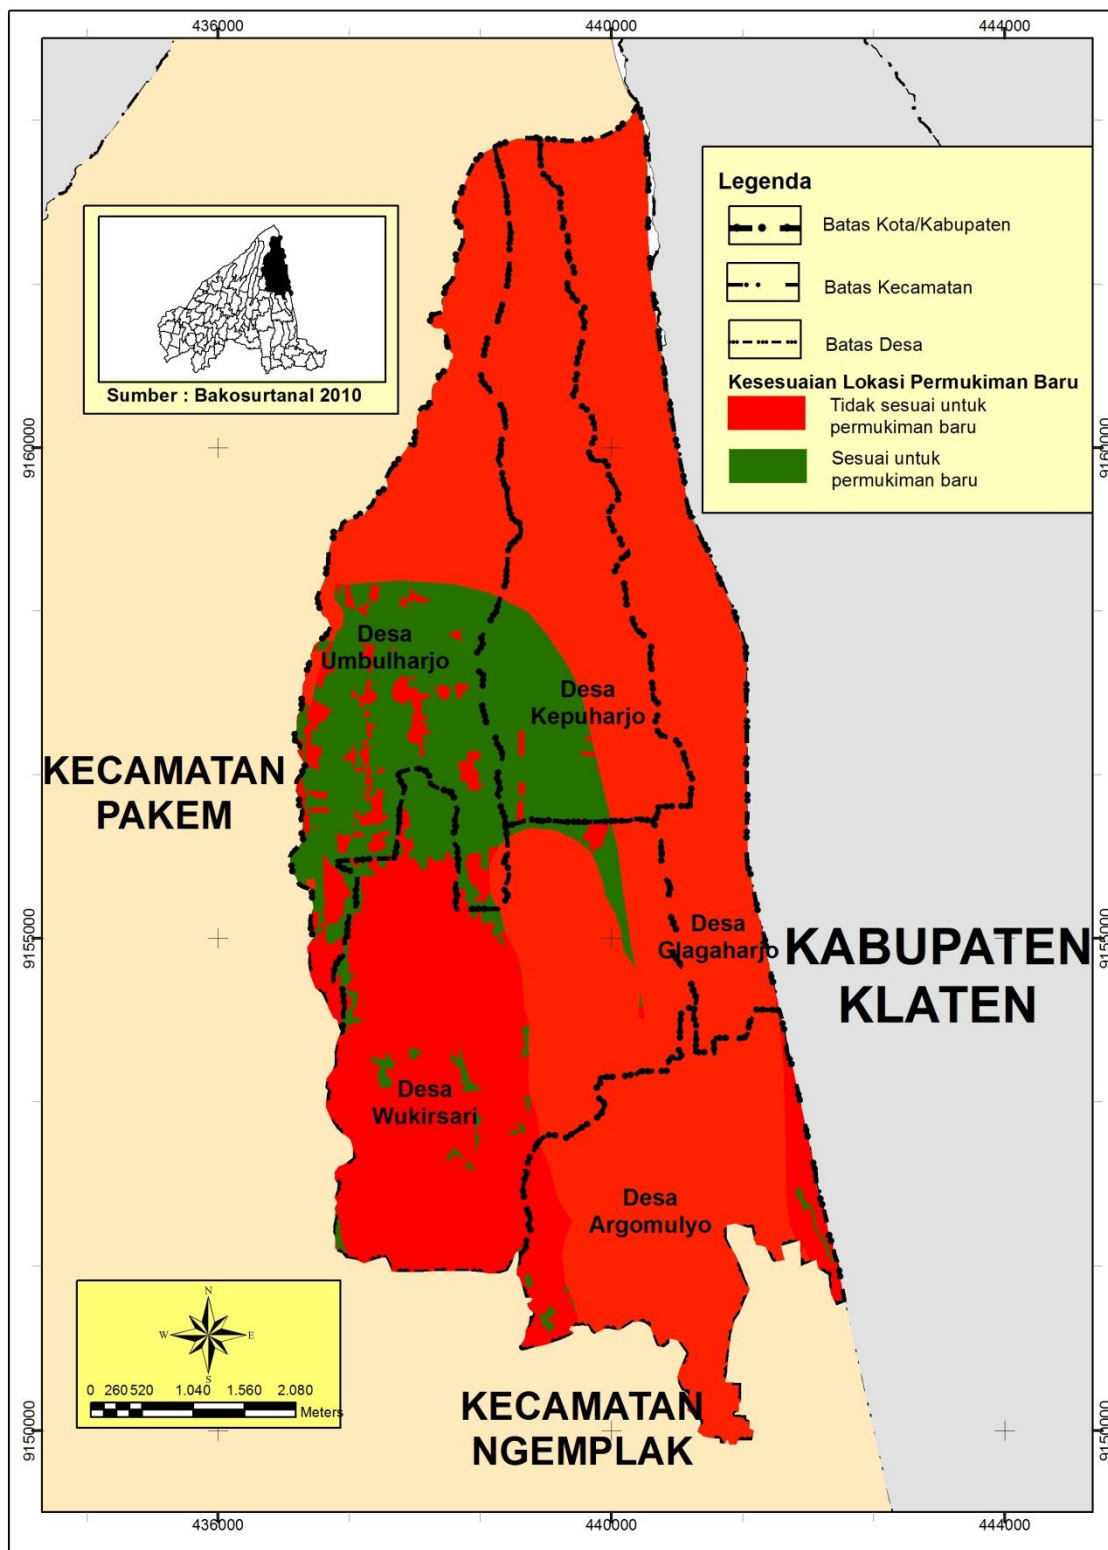 436000
440000
444000
Legenda
Batas Kota/Kabupaten
Batas Kecamatan
Batas Desa
Kesesuaian Lokasi Permukiman Baru
Tidak sesuai untuk
permukiman baru
Sesuai untuk
permukiman baru
Sumber : Bakosurtanal 2010
9160000
9160000
Desa
Umbulharjo
Desa
Kepuharjo
KECAMATAN
PAKEM
9155000
9155000
Desa
Glagaharjo
KABUPATEN
KLATEN
Desa
Wukirsari
Desa
Argomulyo
N
W
E
S
0 260 520 1.040 1.560 2.080
Meters
KECAMATAN
NGEMPLAK
9150000
9150000
436000
440000
444000